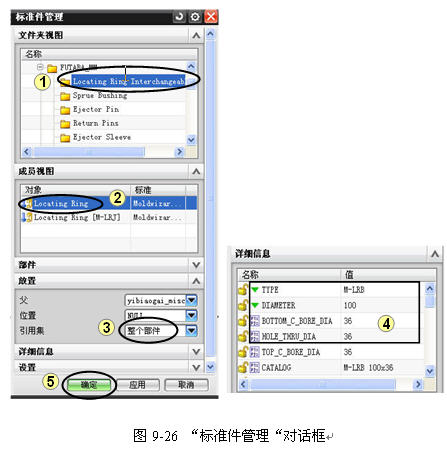 标准件管理
文件夹视图
名称
FUTABA_MM
1
Locating Ring Interchangeab
Sprue Bushing
Ejector Pin
Return Pins
Ejector Sleeve
成员视图
对象 标准
2
Locating Ring Moldwizar...
Locating Ring [M-LRJ] Moldwizar...
部件
放置
父 yibiaogai_misc
位置 NULL
引用集 3 整个部件
详细信息
设置
5
确定 应用 取消
详细信息
名称 值
TYPE M-LRB
DIAMETER 100
BOTTOM_C_BORE_DIA 36 4
HOLE_THRU_DIA 36
TOP_C_BORE_DIA 36
CATALOG M-LRB 100x36
图 9-26 “标准件管理“对话框